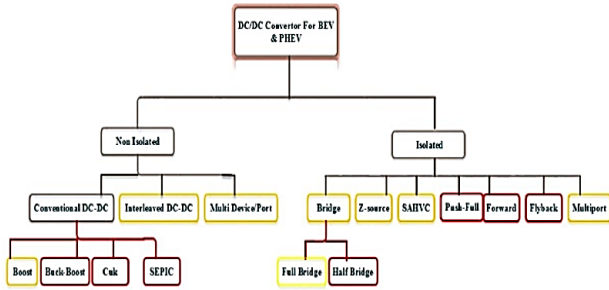 DC/DC Convertor For BEV
& PHEV
Non Isolated
Isolated
Conventional DC-DC
Interleaved DC-DC
Multi Device/Port
Bridge
Z-source
SAHVC
Push-Full
Forward
Flyback
Multiport
Boost
Buck-Boost
Cuk
SEPIC
Full Bridge
Half Bridge